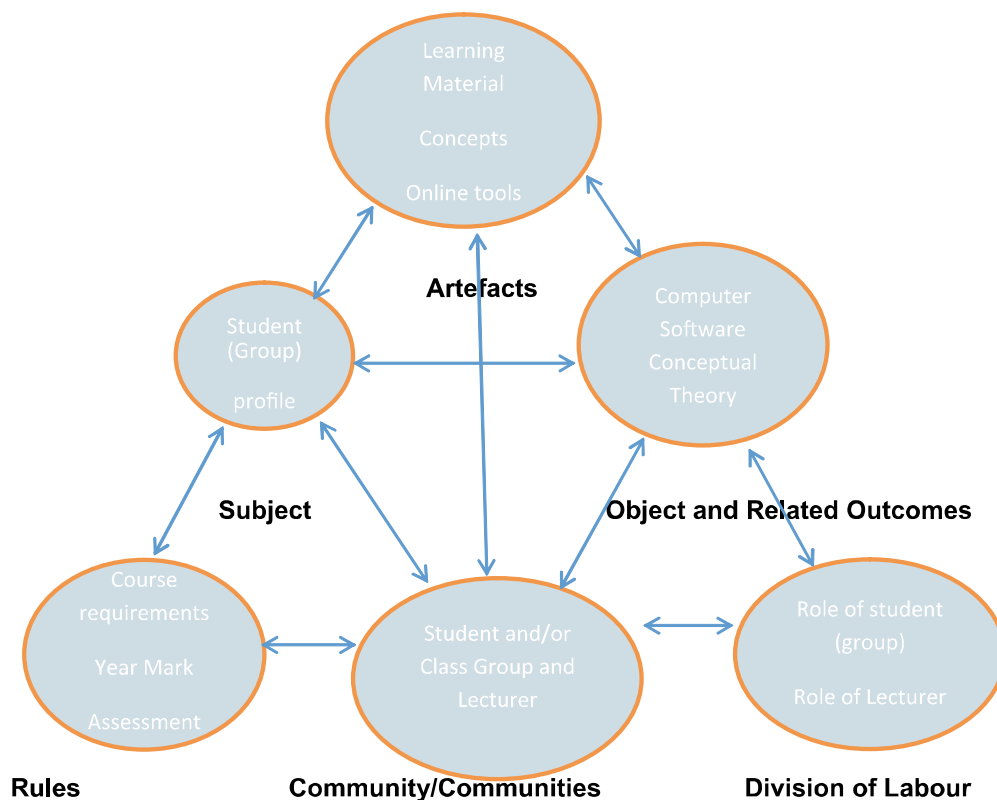 Learning
Material
Concepts
Online tools
Artefacts
Student
(Group)
profile
Computer
Software
Conceptual
Theory
Subject
Object and Related Outcomes
Course
requirements
Year Mark
Assessment
Student and/or
Class Group and
Lecturer
Role of student
(group)
Role of Lecturer
Rules
Community/Communities
Division of Labour